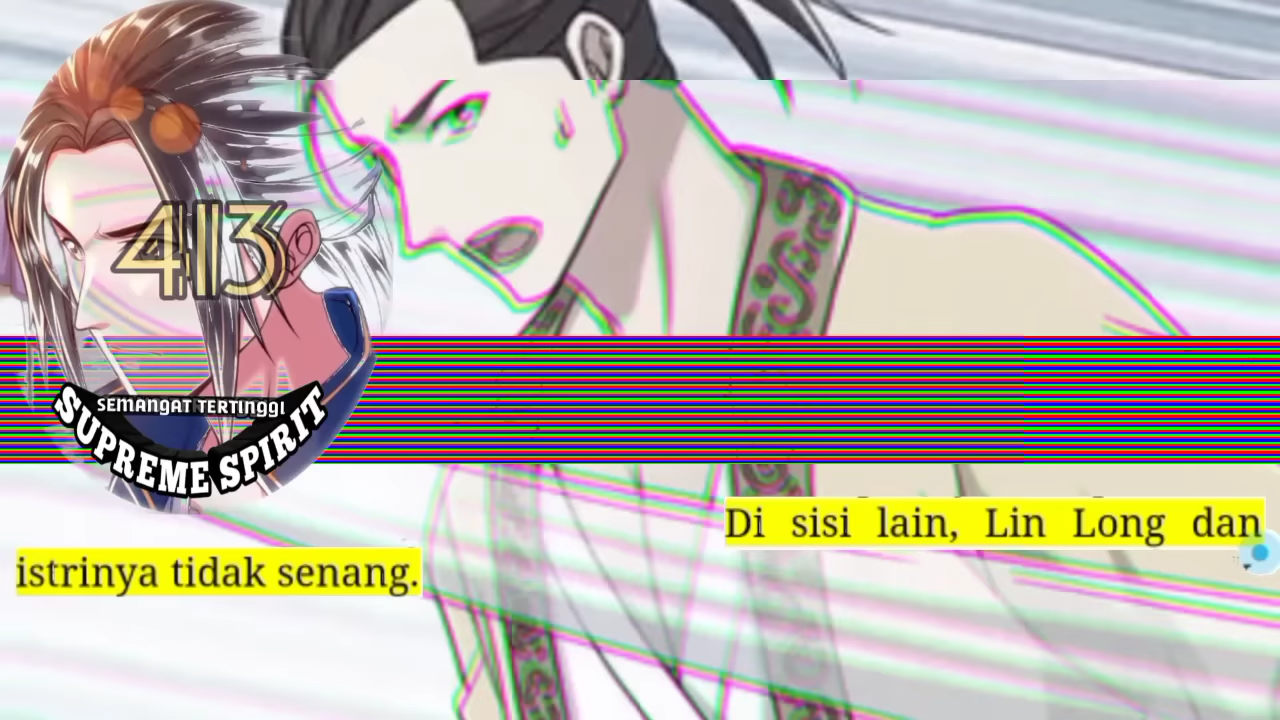 413
SEMANGAT TERTINGGI
SUPREME SPIRIT
Di sisi lain, Lin Long dan
istrinya tidak senang.